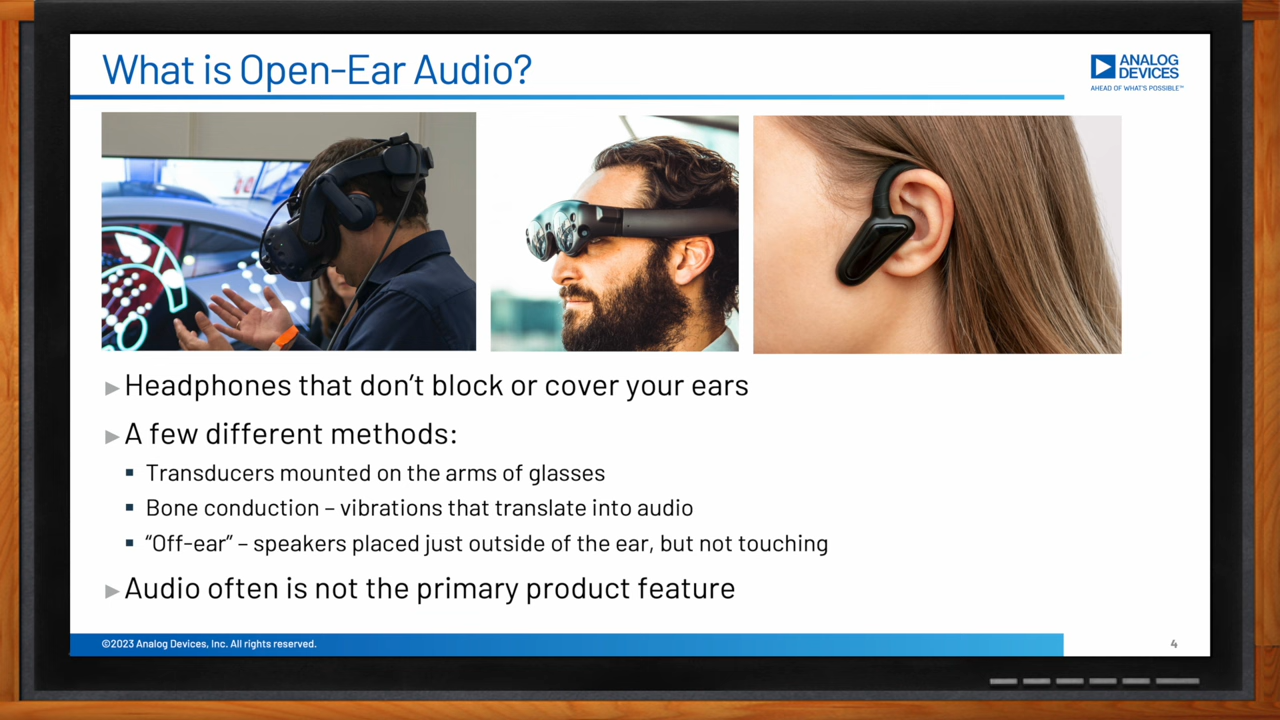 What is Open-Ear Audio?
ANALOG
DEVICES
AHEAD OF WHAT'S POSSIBLE™
Headphones that don't block or cover your ears
A few different methods:
Transducers mounted on the arms of glasses
Bone conduction – vibrations that translate into audio
“Off-ear” – speakers placed just outside of the ear, but not touching
Audio often is not the primary product feature
©2023 Analog Devices, Inc. All rights reserved.
4